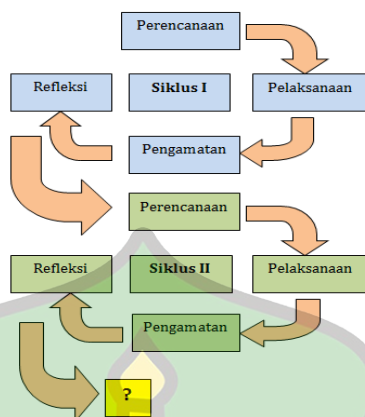 Perencanaan
Refleksi
Siklus I
Pelaksanaan
Pengamatan
Perencanaan
Refleksi
Siklus II
Pelaksanaan
Pengamatan
?